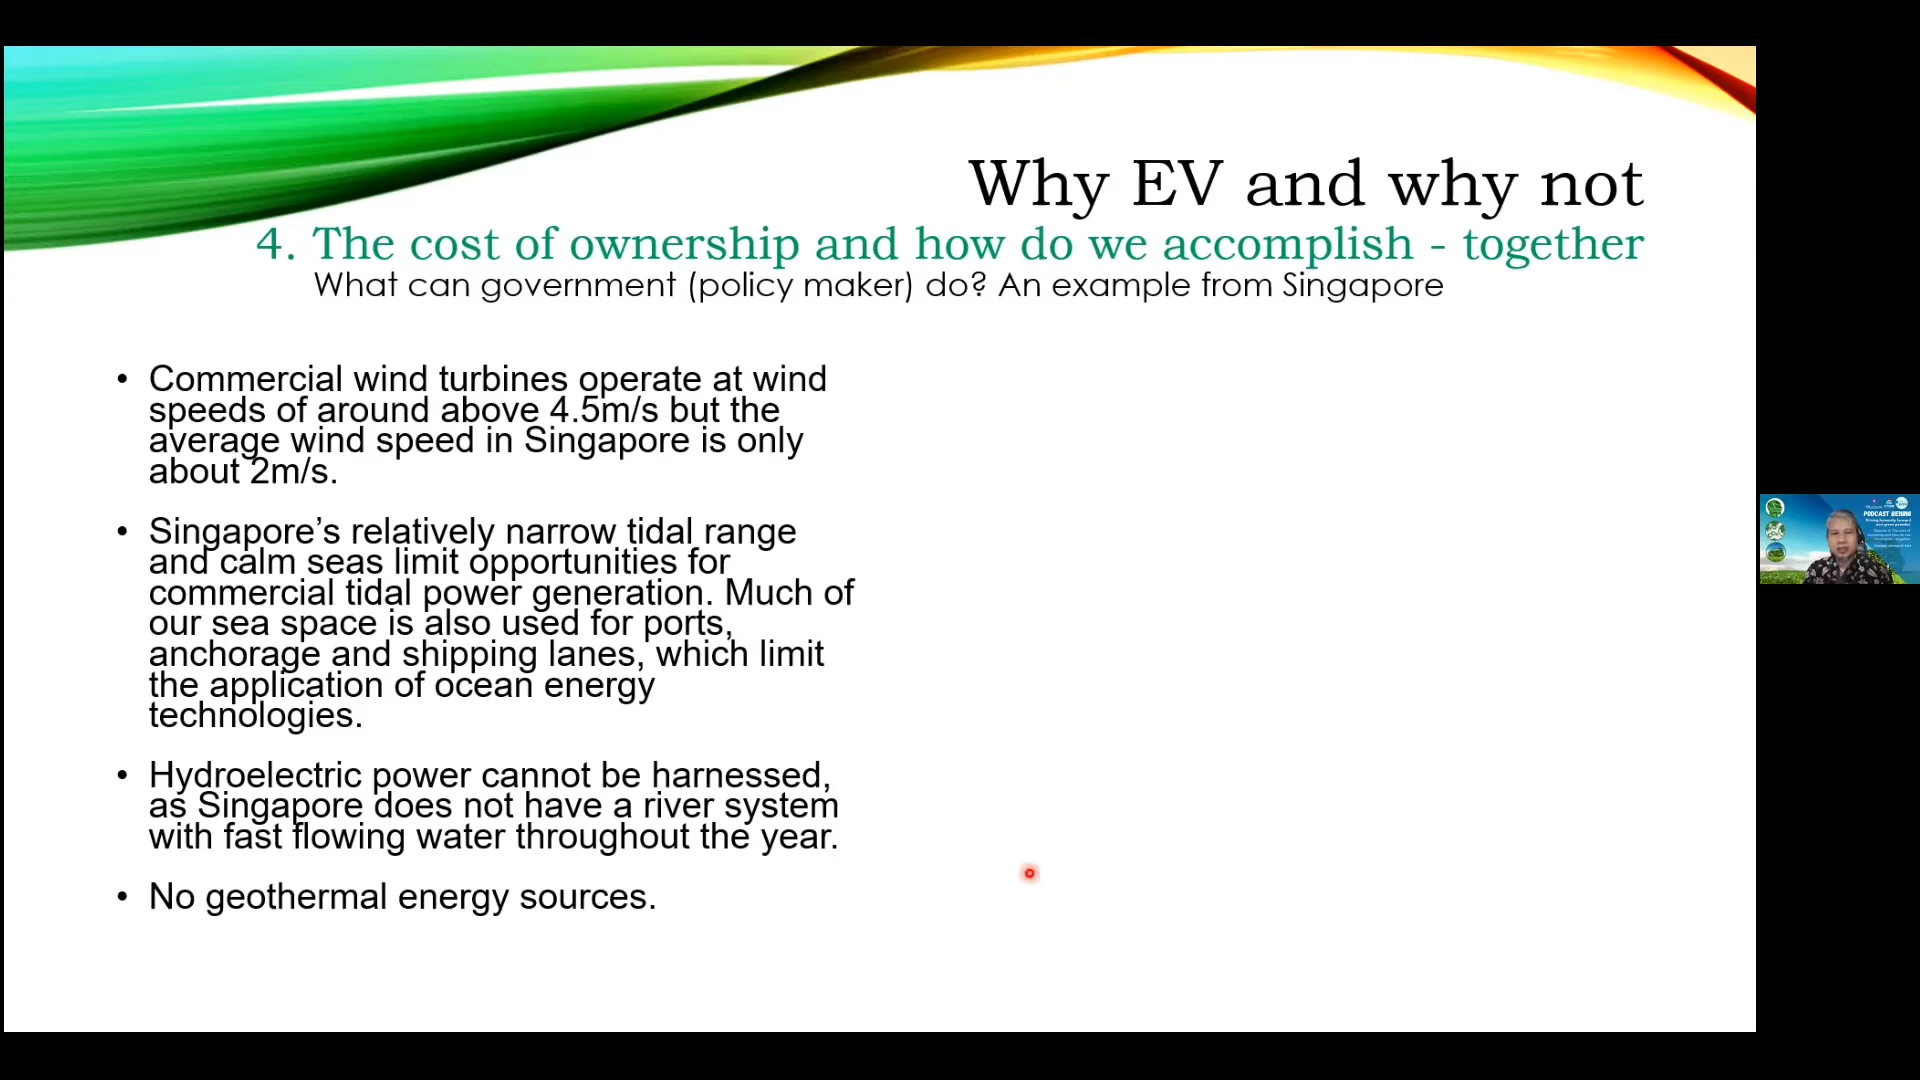 Why EV and why not
4. The cost of ownership and how do we accomplish - together
What can government (policy maker) do? An example from Singapore
• Commercial wind turbines operate at wind
speeds of around above 4.5m/s but the
average wind speed in Singapore is only
about 2m/s.
• Singapore’s relatively narrow tidal range
and calm seas limit opportunities for
commercial tidal power generation. Much of
our sea space is also used for ports,
anchorage and shipping lanes, which limit
the application of ocean energy
technologies.
• Hydroelectric power cannot be harnessed,
as Singapore does not have a river system
with fast flowing water throughout the year.
• No geothermal energy sources.
PODCAST BENING